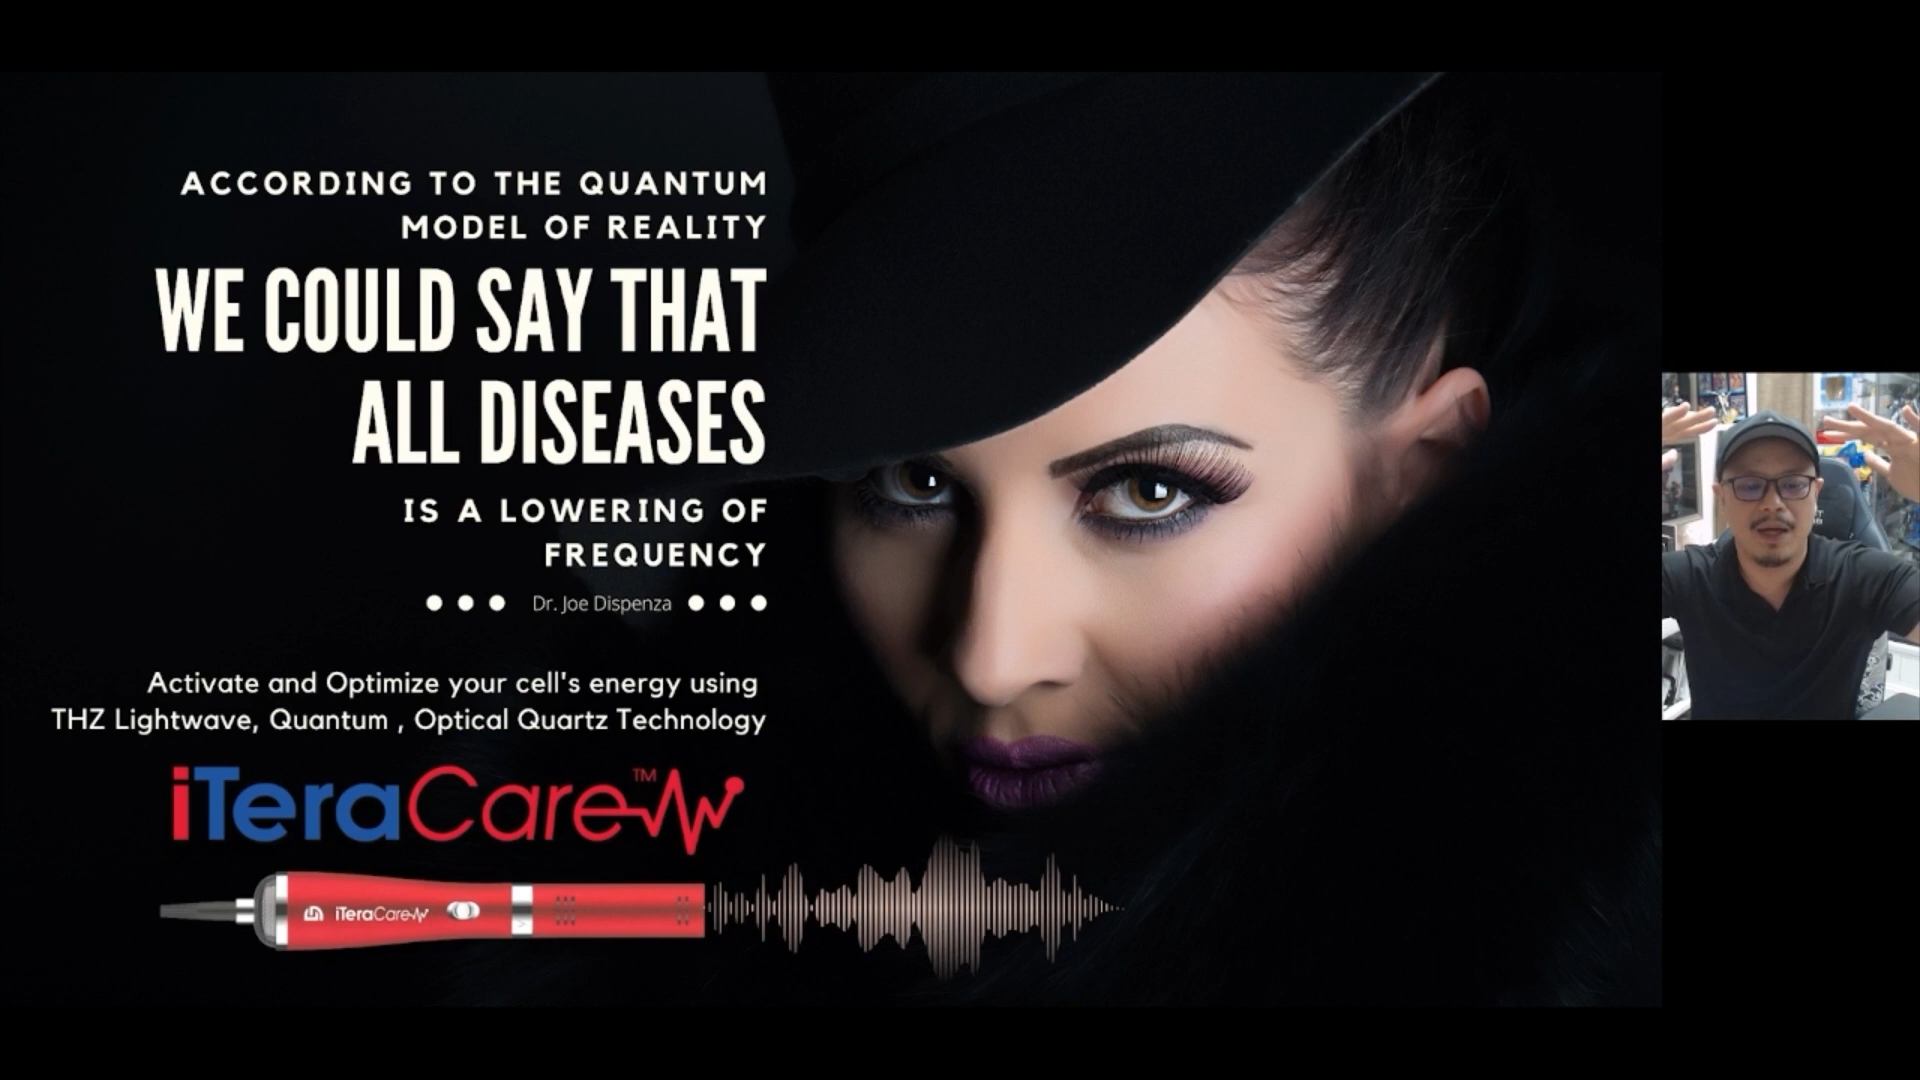 ACCORDING TO THE QUANTUM
MODEL OF REALITY
WE COULD SAY THAT
ALL DISEASES
IS A LOWERING OF
FREQUENCY
Dr. Joe Dispenza
Activate and Optimize your cell's energy using
THZ Lightwave, Quantum , Optical Quartz Technology
iTeraCare™
iTeraCare